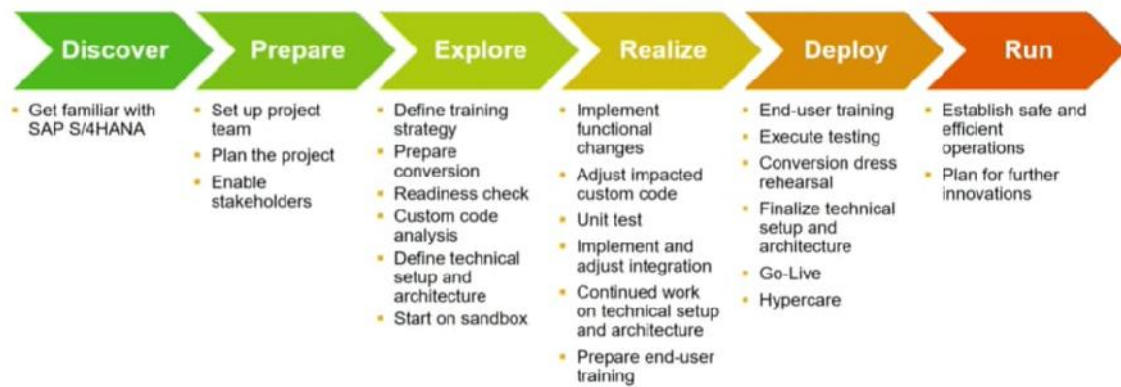 Discover
Prepare
Explore
Realize
Deploy
Run
Get familiar with
SAP S/4HANA
Set up project
team
Plan the project
Enable
stakeholders
Define training
strategy
Prepare
conversion
Readiness check
Custom code
analysis
Define technical
setup and
architecture
Start on sandbox
Implement
functional
changes
Adjust impacted
custom code
Unit test
Implement and
adjust integration
Continued work
on technical setup
and architecture
Prepare end-user
training
End-user training
Execute testing
Conversion dress
rehearsal
Finalize technical
setup and
architecture
Go-Live
Hypercare
Establish safe and
efficient
operations
Plan for further
innovations